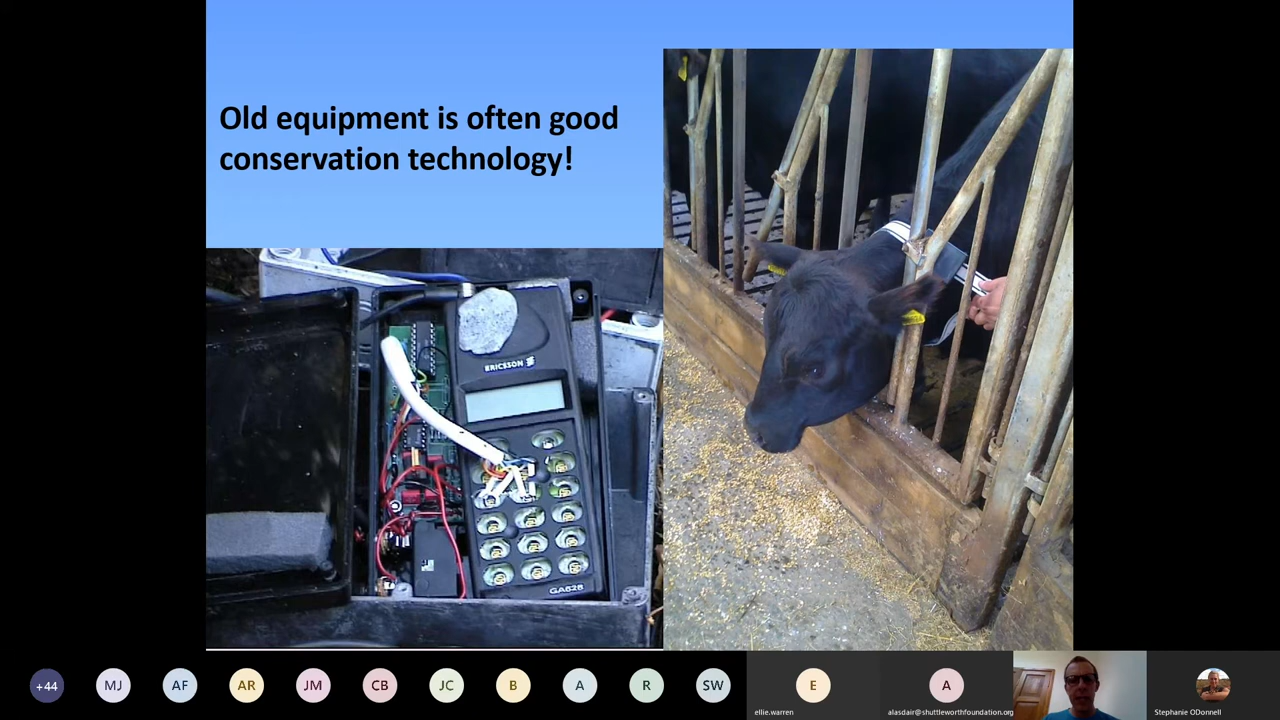 Old equipment is often good
conservation technology!
ERICSSON
GA628
+44
MJ
AF
AR
JM
CB
JC
B
A
R
SW
E
A
ellie.warren
alasdair@shuttleworthfoundation.org
Stephanie ODonnell